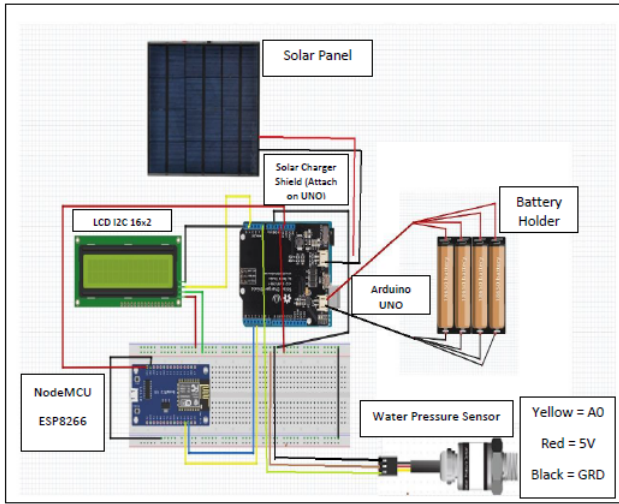 Solar Panel
Solar Charger
Shield (Attach
on UNO)
Battery
Holder
LCD I2C 16x2
Arduino
UNO
NodeMCU
ESP8266
Water Pressure Sensor
Yellow = A0
Red = 5V
Black = GRD